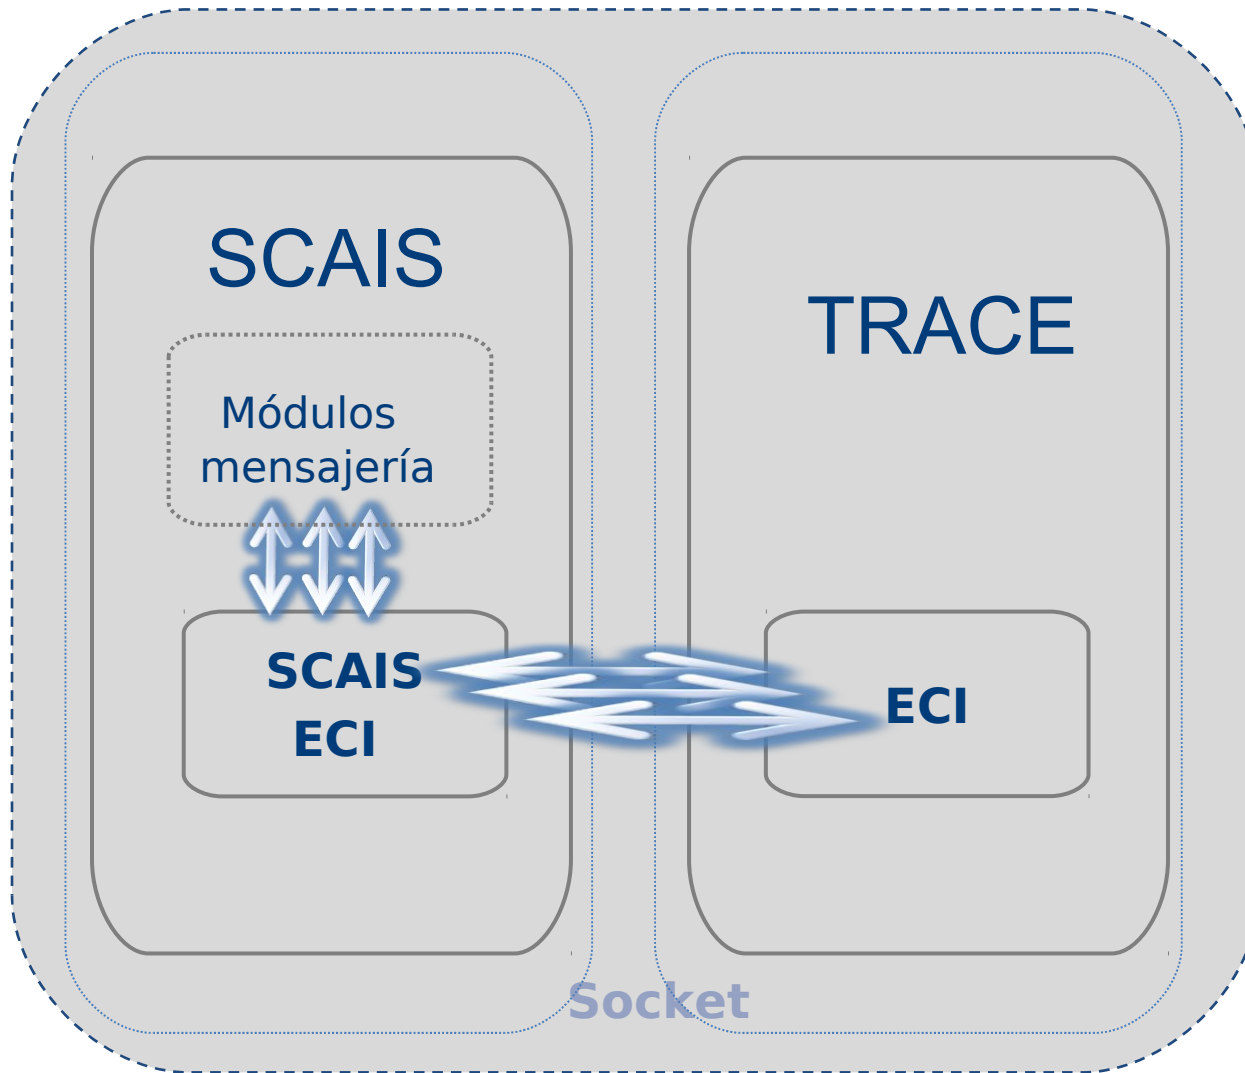 SCAIS
TRACE
Módulos
mensajería
SCAIS
ECI
ECI
Socket